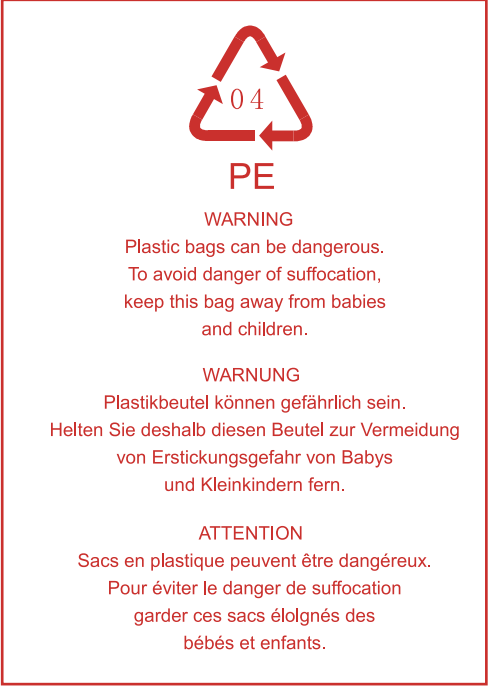 04
PE
WARNING
Plastic bags can be dangerous.
To avoid danger of suffocation,
keep this bag away from babies
and children.
WARNUNG
Plastikbeutel können gefährlich sein.
Helten Sie deshalb diesen Beutel zur Vermeidung
von Erstickungsgefahr von Babys
und Kleinkindern fern.
ATTENTION
Sacs en plastique peuvent être dangéreux.
Pour éviter le danger de suffocation
garder ces sacs élolgnés des
bébés et enfants.